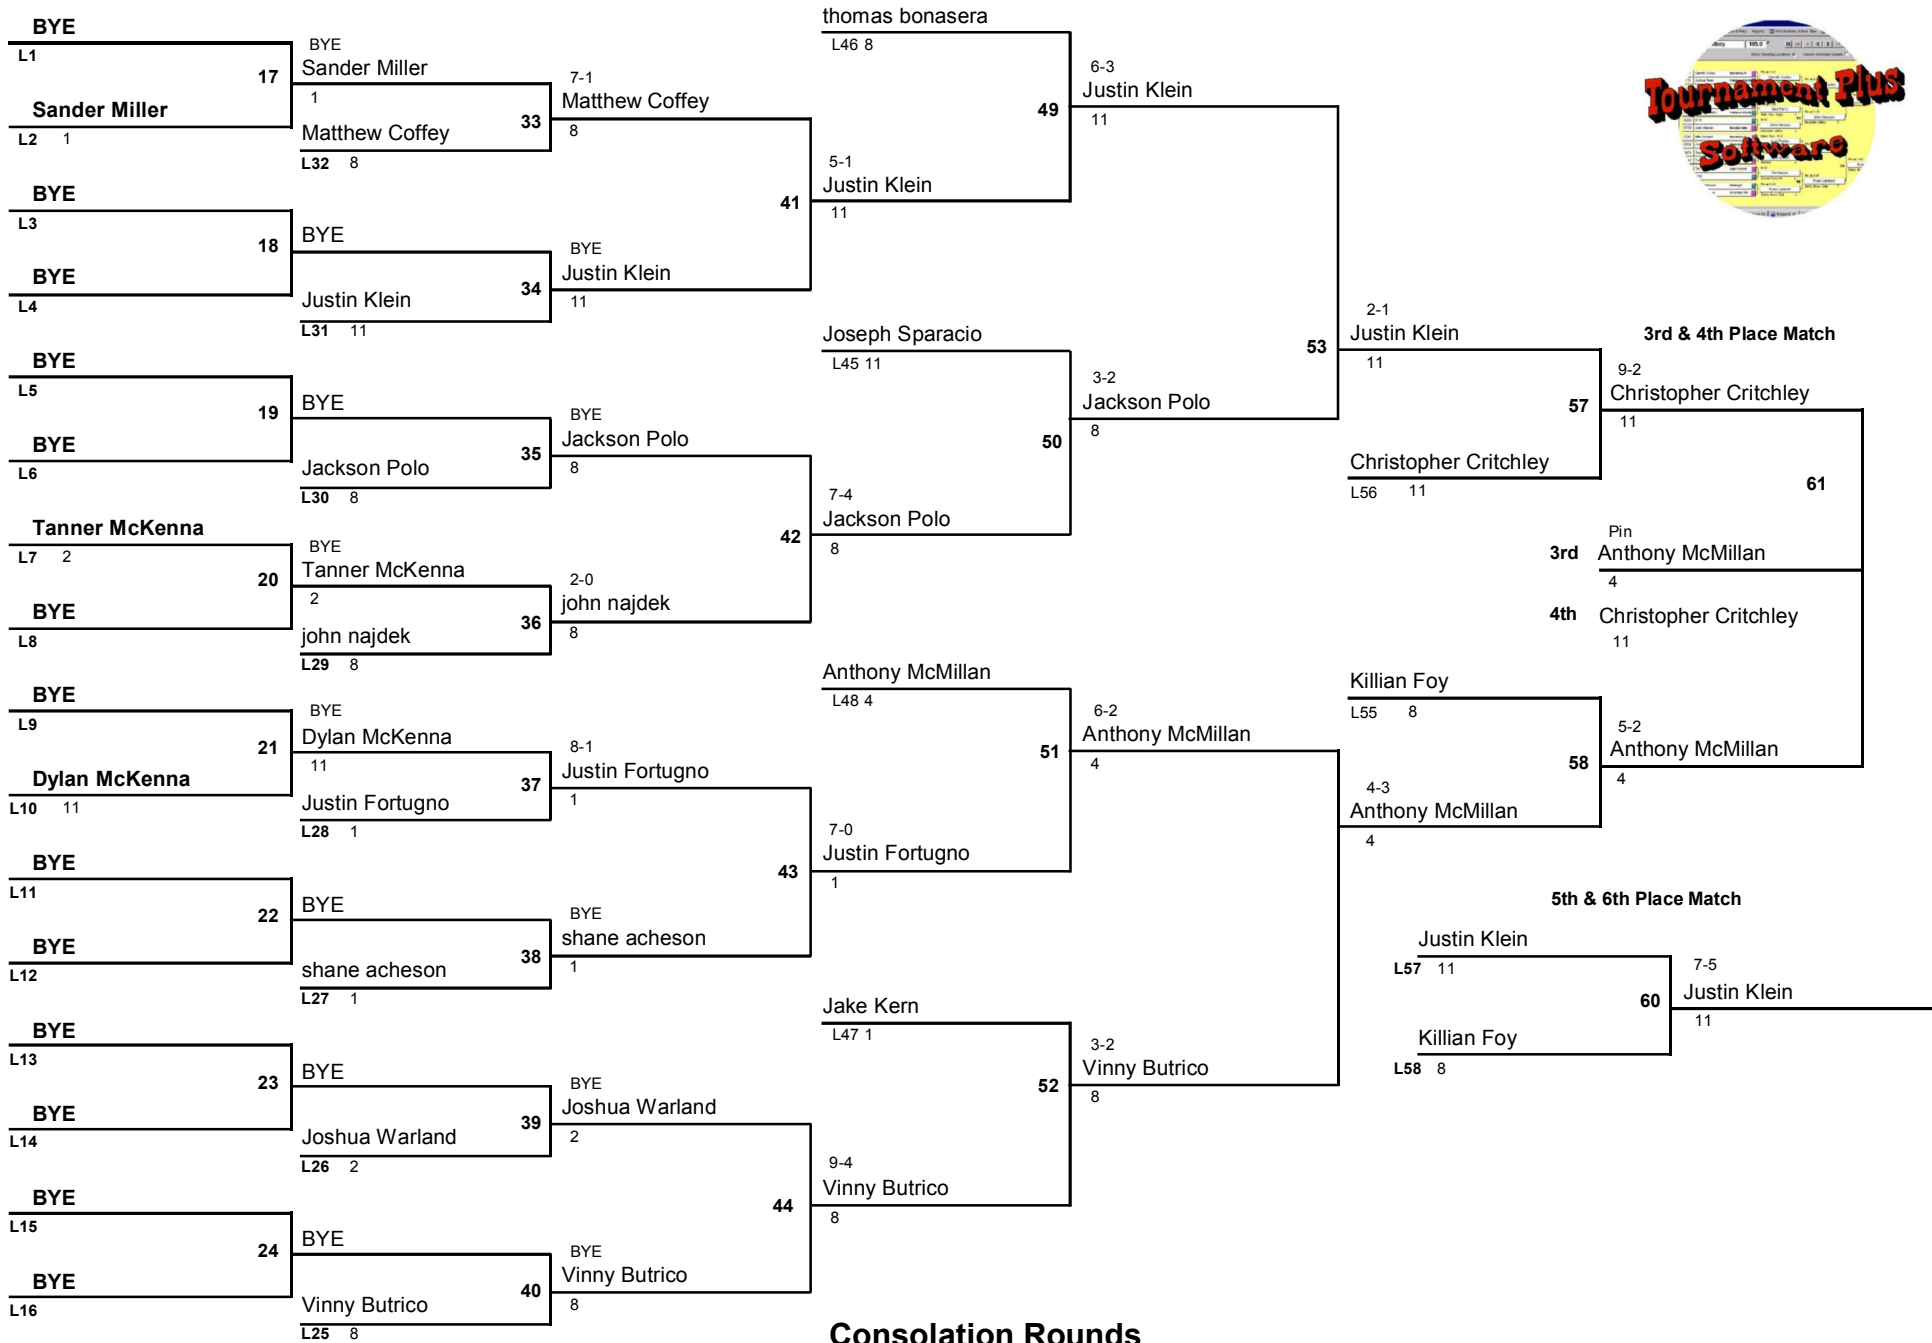 BYE
L1
17
Sander Miller
L2 1
BYE
L3
18
BYE
L4
BYE
L5
19
BYE
L6
Tanner McKenna
L7 2
20
BYE
L8
BYE
L9
21
Dylan McKenna
L10 11
BYE
L11
22
BYE
L12
BYE
L13
23
BYE
L14
BYE
L15
24
BYE
L16
BYE
Sander Miller
1
33
Matthew Coffey
L32 8
BYE
34
Justin Klein
L31 11
BYE
35
Jackson Polo
L30 8
BYE
Tanner McKenna
2
36
john najdek
L29 8
BYE
Dylan McKenna
11
37
Justin Fortugno
L28 1
BYE
38
shane acheson
L27 1
BYE
39
Joshua Warland
L26 2
BYE
40
Vinny Butrico
L25 8
7-1
Matthew Coffey
8
41
BYE
Justin Klein
11
BYE
Jackson Polo
8
42
2-0
john najdek
8
8-1
Justin Fortugno
1
43
BYE
shane acheson
1
BYE
Joshua Warland
2
44
BYE
Vinny Butrico
8
thomas bonasera
L46 8
49
5-1
Justin Klein
11
Joseph Sparacio
L45 11
50
7-4
Jackson Polo
8
Anthony McMillan
L48 4
51
7-0
Justin Fortugno
1
Jake Kern
L47 1
52
9-4
Vinny Butrico
8
6-3
Justin Klein
11
53
3-2
Jackson Polo
8
6-2
Anthony McMillan
4
3-2
Vinny Butrico
8
2-1
Justin Klein
11
57
Christopher Critchley
L56 11
Killian Foy
L55 8
58
4-3
Anthony McMillan
4
Tournament Plus
Software
3rd & 4th Place Match
9-2
Christopher Critchley
11
61
Pin
3rd Anthony McMillan
4
4th Christopher Critchley
11
5-2
Anthony McMillan
4
5th & 6th Place Match
Justin Klein
L57 11
60
Killian Foy
L58 8
7-5
Justin Klein
11
Consolation Rounds